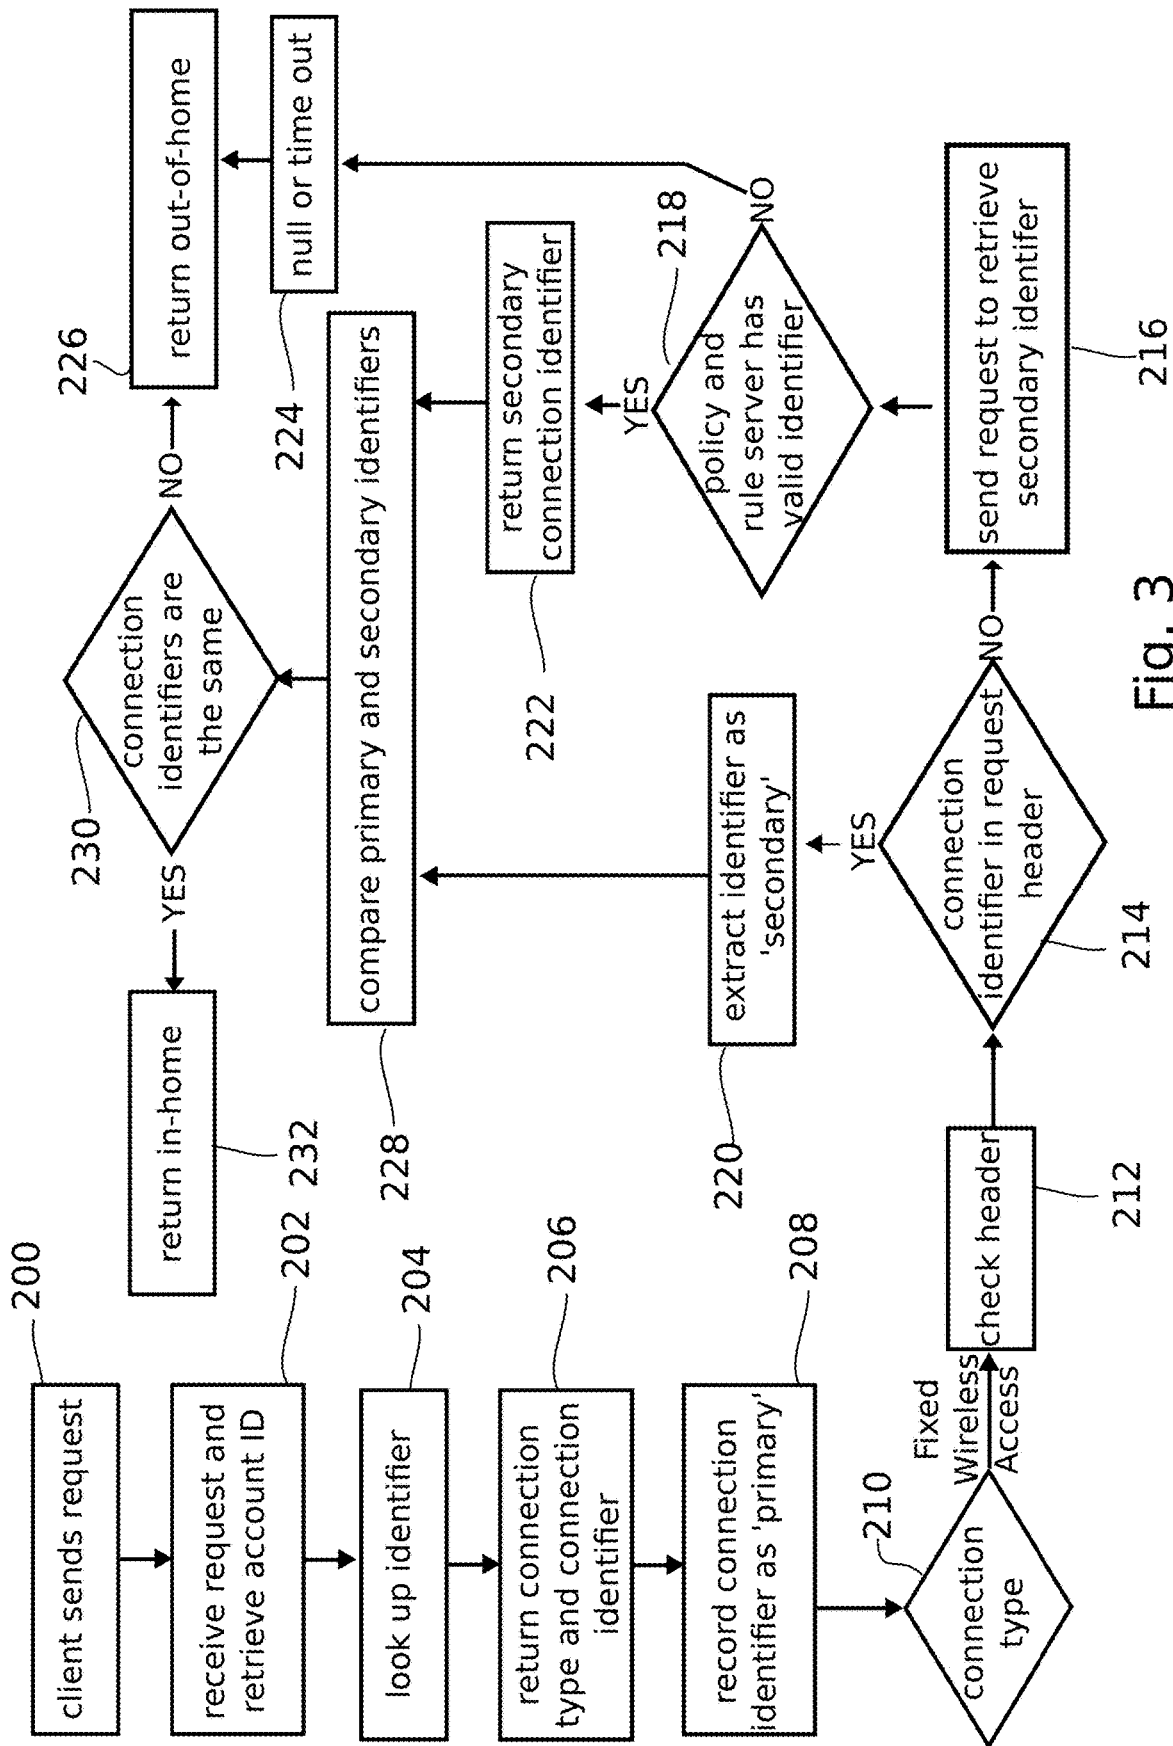 200
client sends request
202
receive request and
retrieve account ID
204
look up identifier
206
return connection
type and connection
identifier
208
record connection
identifier as 'primary'
210
connection
type
Fixed
Wireless
Access
check header
212
connection
identifier in request
header
214
YES
NO
extract identifier as
'secondary'
220
send request to retrieve
secondary identifer
216
policy and
rule server has
valid identifier
218
YES
NO
return secondary
connection identifier
222
null or time out
224
return out-of-home
226
compare primary and secondary identifiers
228
connection
identifiers are
the same
230
NO
YES
return in-home
232
Fig. 3